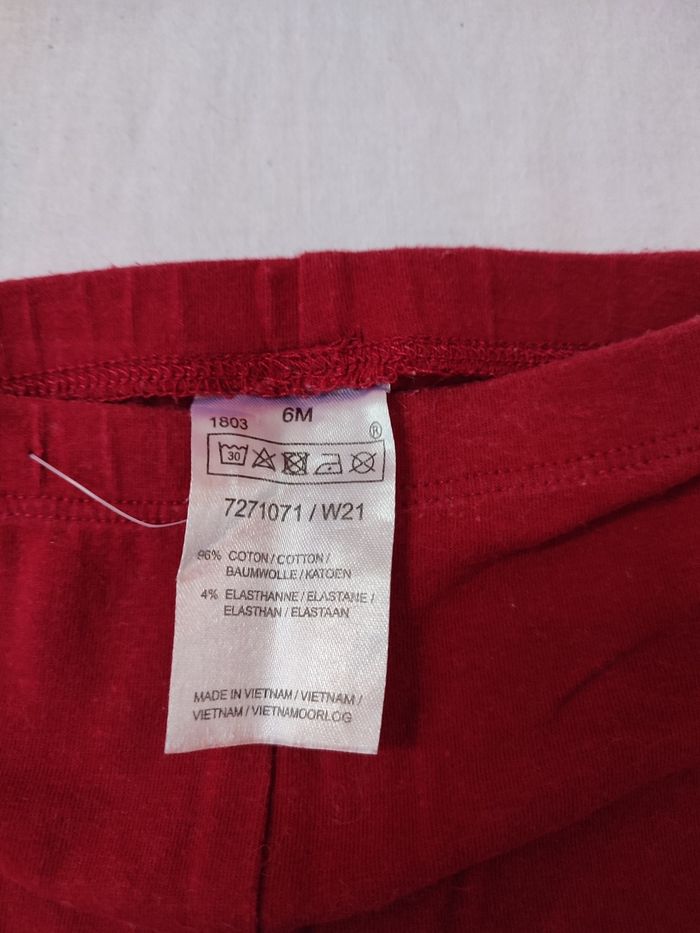 1803 6M
®
30
7271071 / W21
96% COTON / COTTON /
BAUMWOLLE / KATOEN
4% ELASTHANNE / ELASTANE /
ELASTHAN / ELASTAAN
MADE IN VIETNAM / VIETNAM /
VIETNAM / VIETNAMOORLOG